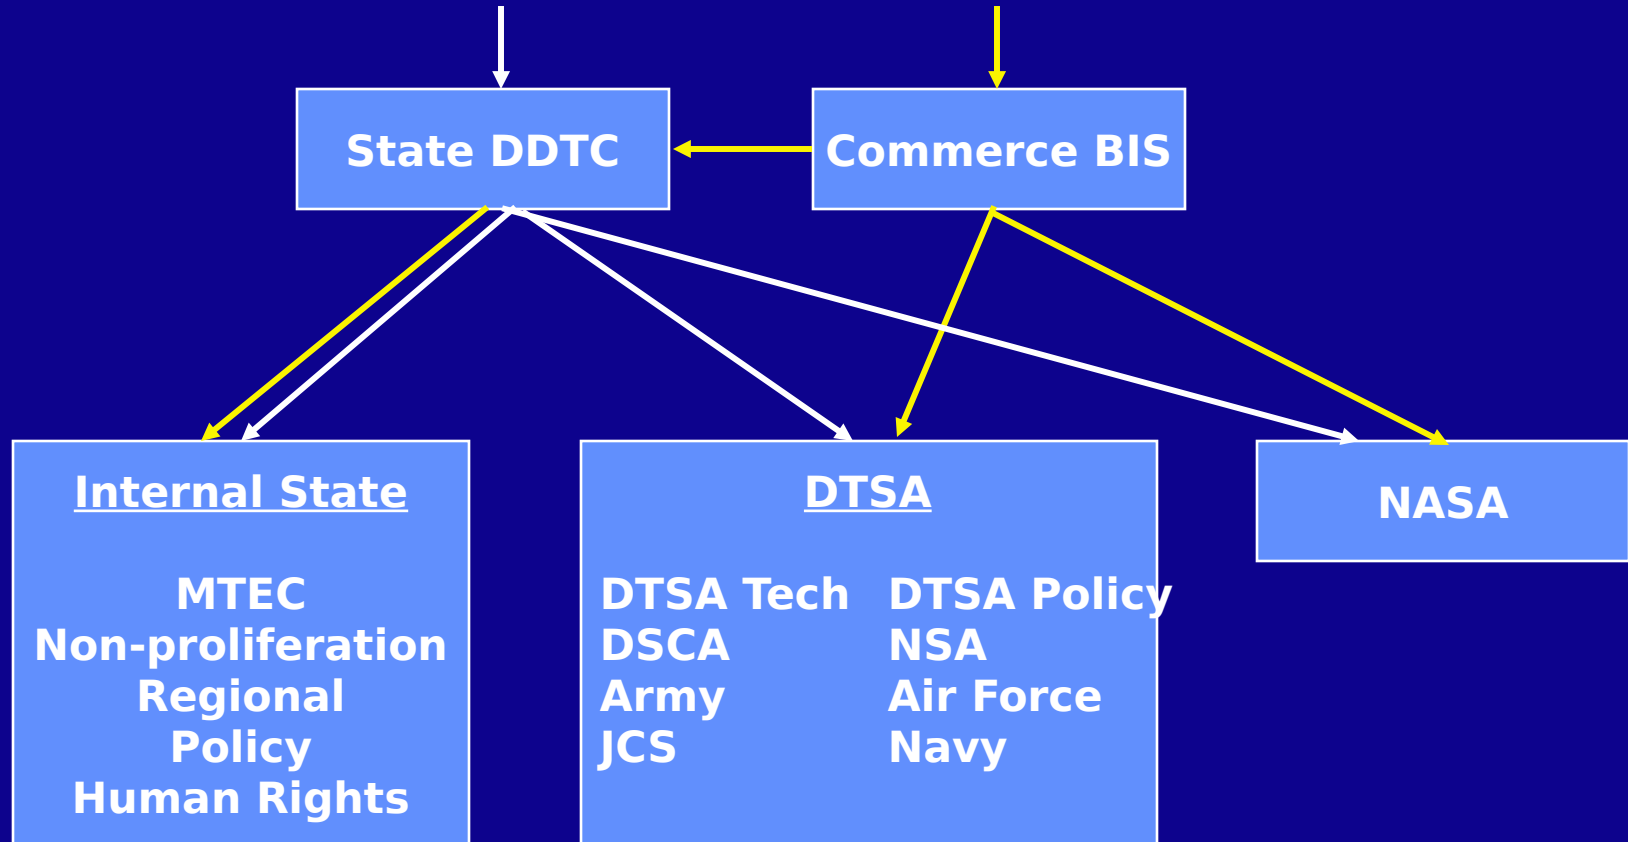 State DDTC
Commerce BIS
Internal State
MTEC
Non-proliferation
Regional
Policy
Human Rights
DTSA
DTSA Tech DTSA Policy
DSCA NSA
Army Air Force
JCS Navy
NASA